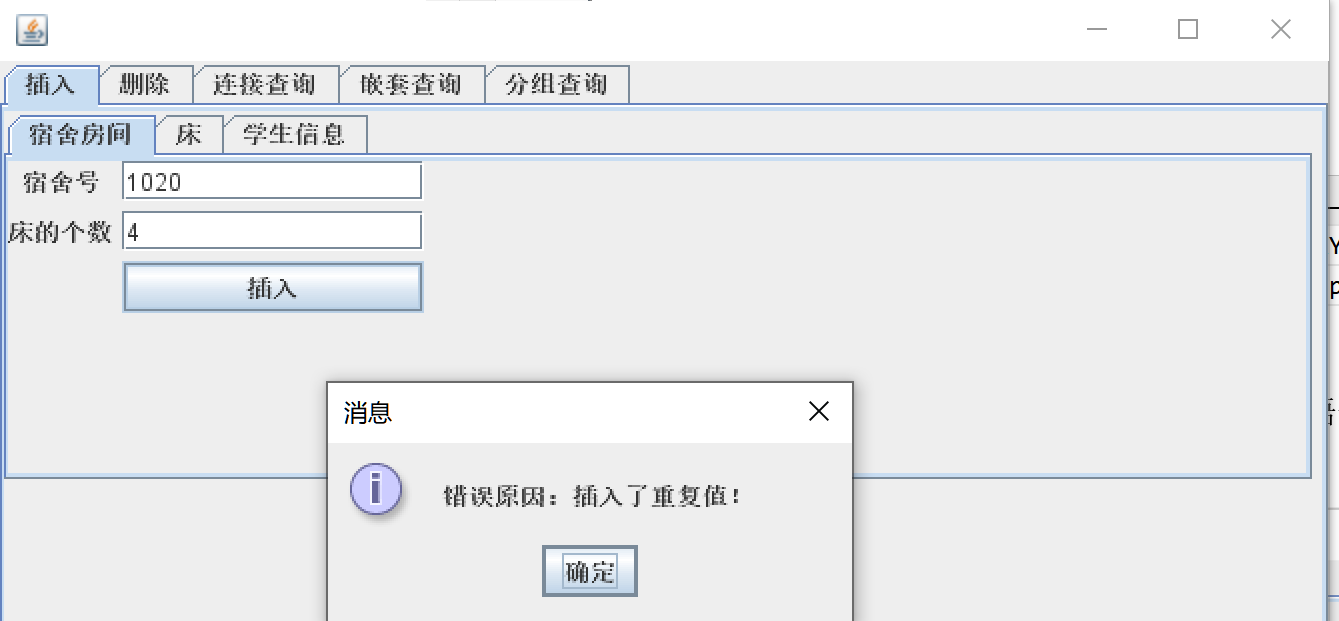 插入 删除 连接查询 嵌套查询 分组查询
宿舍房间 床 学生信息
宿舍号 1020
床的个数 4
插入
消息
错误原因：插入了重复值！
确定